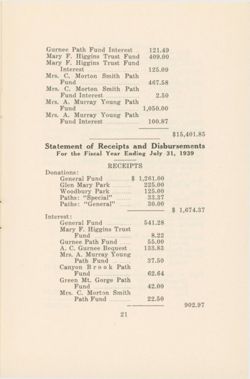 Gurnee Path Fund Interest 121.49
Mary F. Higgins Trust Fund 409.00
Mary F. Higgins Trust Fund
Interest 125.09
Mrs. C. Morton Smith Path
Fund 467.58
Mrs. C. Morton Smith Path
Fund Interest 2.50
Mrs. A. Murray Young Path
Fund 1,050.00
Mrs. A. Murray Young Path
Fund Interest 100.87
$15,401.85
Statement of Receipts and Disbursements
For the Fiscal Year Ending July 31, 1939
RECEIPTS
Donations:
General Fund $ 1,261.00
Glen Mary Park 225.00
Woodbury Park 125.00
Paths: "Special" 33.37
Paths: "General" 30.00
$ 1,674.37
Interest:
General Fund 541.28
Mary F. Higgins Trust
Fund 8.22
Gurnee Path Fund 55.00
A. C. Gurnee Bequest 133.83
Mrs. A. Murray Young
Path Fund 37.50
Canyon Brook Path
Fund 62.64
Green Mt. Gorge Path
Fund 42.00
Mrs. C. Morton Smith
Path Fund 22.50
902.97
21